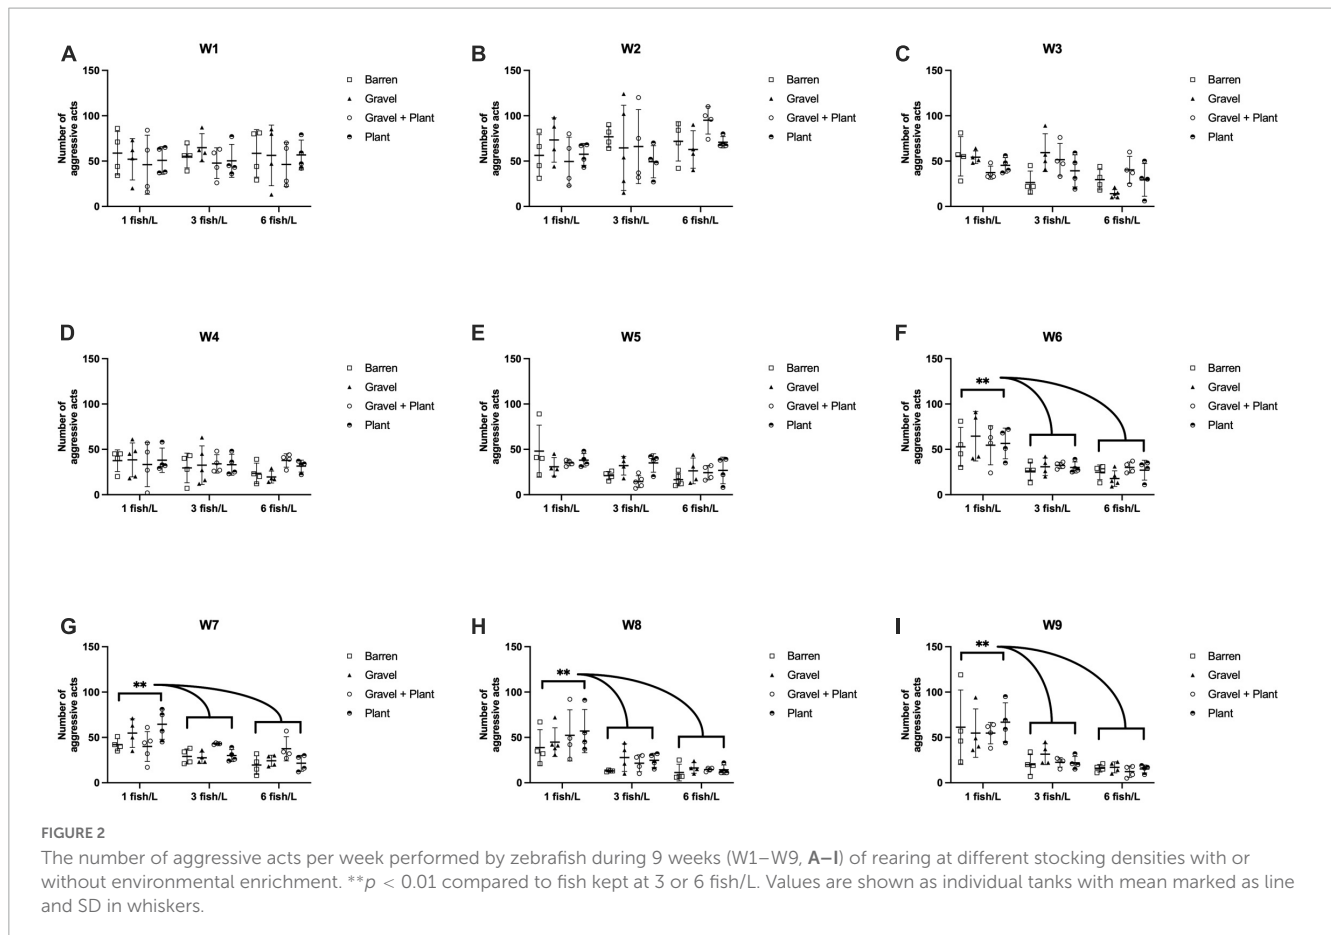 A
W1
Number of
aggressive acts
150
100
50
0
1 fish/L 3 fish/L 6 fish/L
Barren
Gravel
Gravel + Plant
Plant
B
W2
Number of
aggressive acts
150
100
50
0
1 fish/L 3 fish/L 6 fish/L
Barren
Gravel
Gravel + Plant
Plant
C
W3
Number of
aggressive acts
150
100
50
0
1 fish/L 3 fish/L 6 fish/L
Barren
Gravel
Gravel + Plant
Plant
D
W4
Number of
aggressive acts
150
100
50
0
1 fish/L 3 fish/L 6 fish/L
Barren
Gravel
Gravel + Plant
Plant
E
W5
Number of
aggressive acts
150
100
50
0
1 fish/L 3 fish/L 6 fish/L
Barren
Gravel
Gravel + Plant
Plant
F
W6
Number of
aggressive acts
150
100
50
0
**
1 fish/L 3 fish/L 6 fish/L
Barren
Gravel
Gravel + Plant
Plant
G
W7
Number of
aggressive acts
150
100
50
0
**
1 fish/L 3 fish/L 6 fish/L
Barren
Gravel
Gravel + Plant
Plant
H
W8
Number of
aggressive acts
150
100
50
0
**
1 fish/L 3 fish/L 6 fish/L
Barren
Gravel
Gravel + Plant
Plant
I
W9
Number of
aggressive acts
150
100
50
0
**
1 fish/L 3 fish/L 6 fish/L
Barren
Gravel
Gravel + Plant
Plant
FIGURE 2
The number of aggressive acts per week performed by zebrafish during 9 weeks (W1–W9, A–I) of rearing at different stocking densities with or
without environmental enrichment. **p < 0.01 compared to fish kept at 3 or 6 fish/L. Values are shown as individual tanks with mean marked as line
and SD in whiskers.